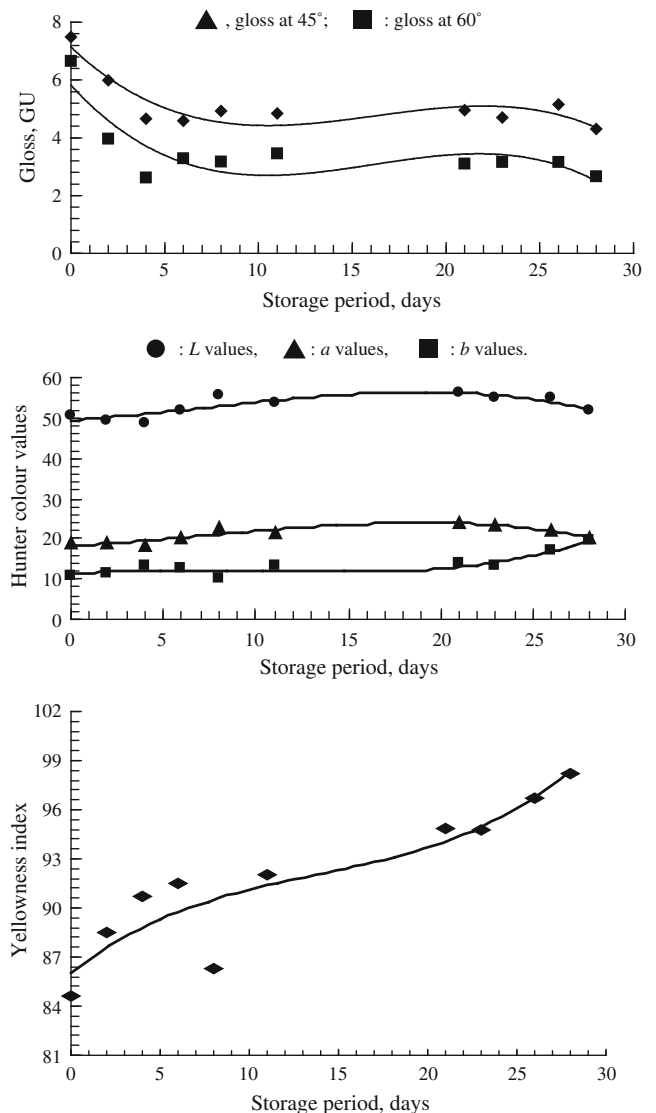 ▲ , gloss at 45˚; ■ : gloss at 60˚
8
6
4
2
0
Gloss, GU
0 5 10 15 20 25 30
Storage period, days
● : L values, ▲ : a values, ■ : b values.
60
50
40
30
20
10
0
Hunter colour values
0 5 10 15 20 25 30
Storage period, days
102
99
96
93
90
87
84
81
Yellowness index
0 5 10 15 20 25 30
Storage period, days